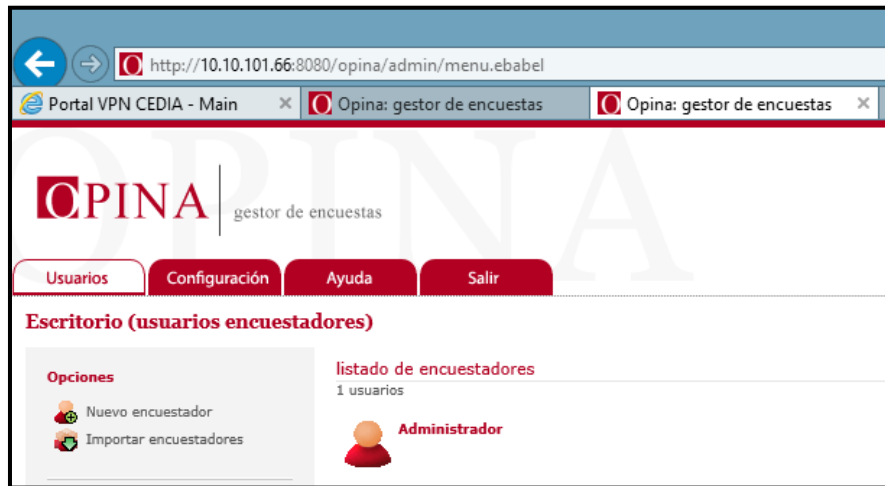 http://10.10.101.66:8080/opina/admin/menu.ebabel
Portal VPN CEDIA - Main
Opina: gestor de encuestas
Opina: gestor de encuestas
OPINA
OPINA gestor de encuestas
Usuarios Configuración Ayuda Salir
Escritorio (usuarios encuestadores)
Opciones
Nuevo encuestador
Importar encuestadores
listado de encuestadores
1 usuarios
Administrador